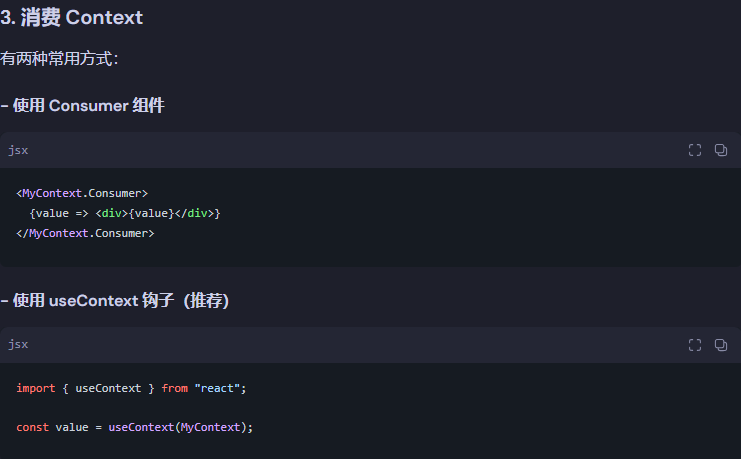 3. 消费 Context
有两种常用方式：
- 使用 Consumer 组件
jsx
<MyContext.Consumer>
  {value => <div>{value}</div>}
</MyContext.Consumer>
- 使用 useContext 钩子（推荐）
jsx
import { useContext } from "react";
const value = useContext(MyContext);